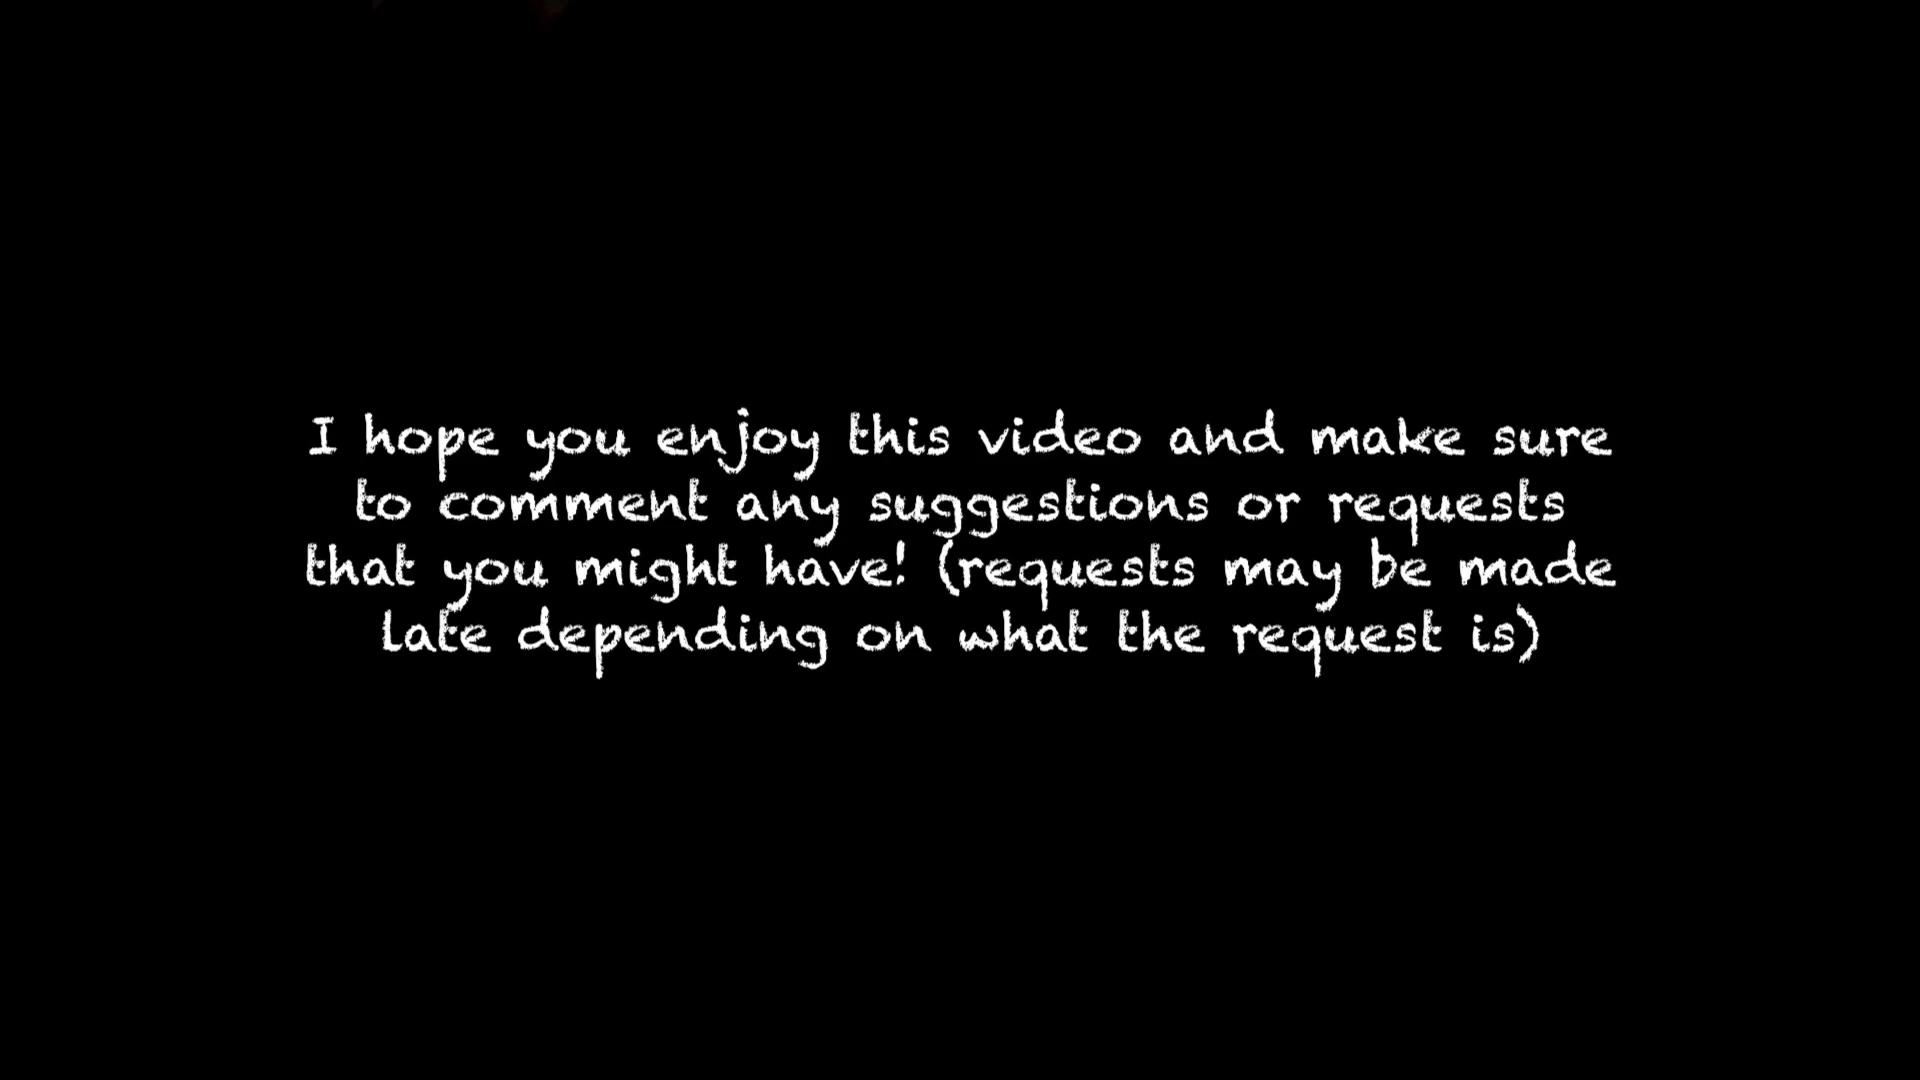 I hope you enjoy this video and make sure
to comment any suggestions or requests
that you might have! (requests may be made
late depending on what the request is)